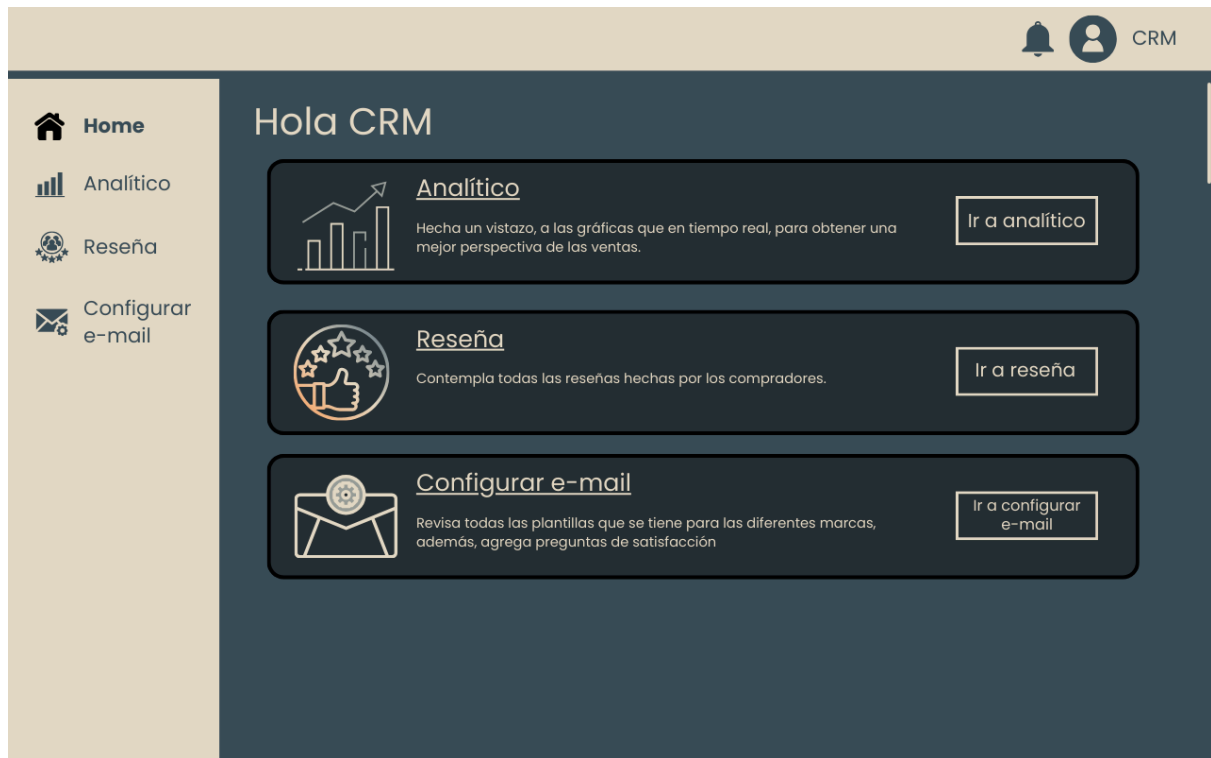 CRM
Home
Analítico
Reseña
Configurar
e-mail
Hola CRM
Analítico
Hecha un vistazo, a las gráficas que en tiempo real, para obtener una
mejor perspectiva de las ventas.
Ir a analítico
Reseña
Contempla todas las reseñas hechas por los compradores.
Ir a reseña
Configurar e-mail
Revisa todas las plantillas que se tiene para las diferentes marcas,
además, agrega preguntas de satisfacción
Ir a configurar
e-mail